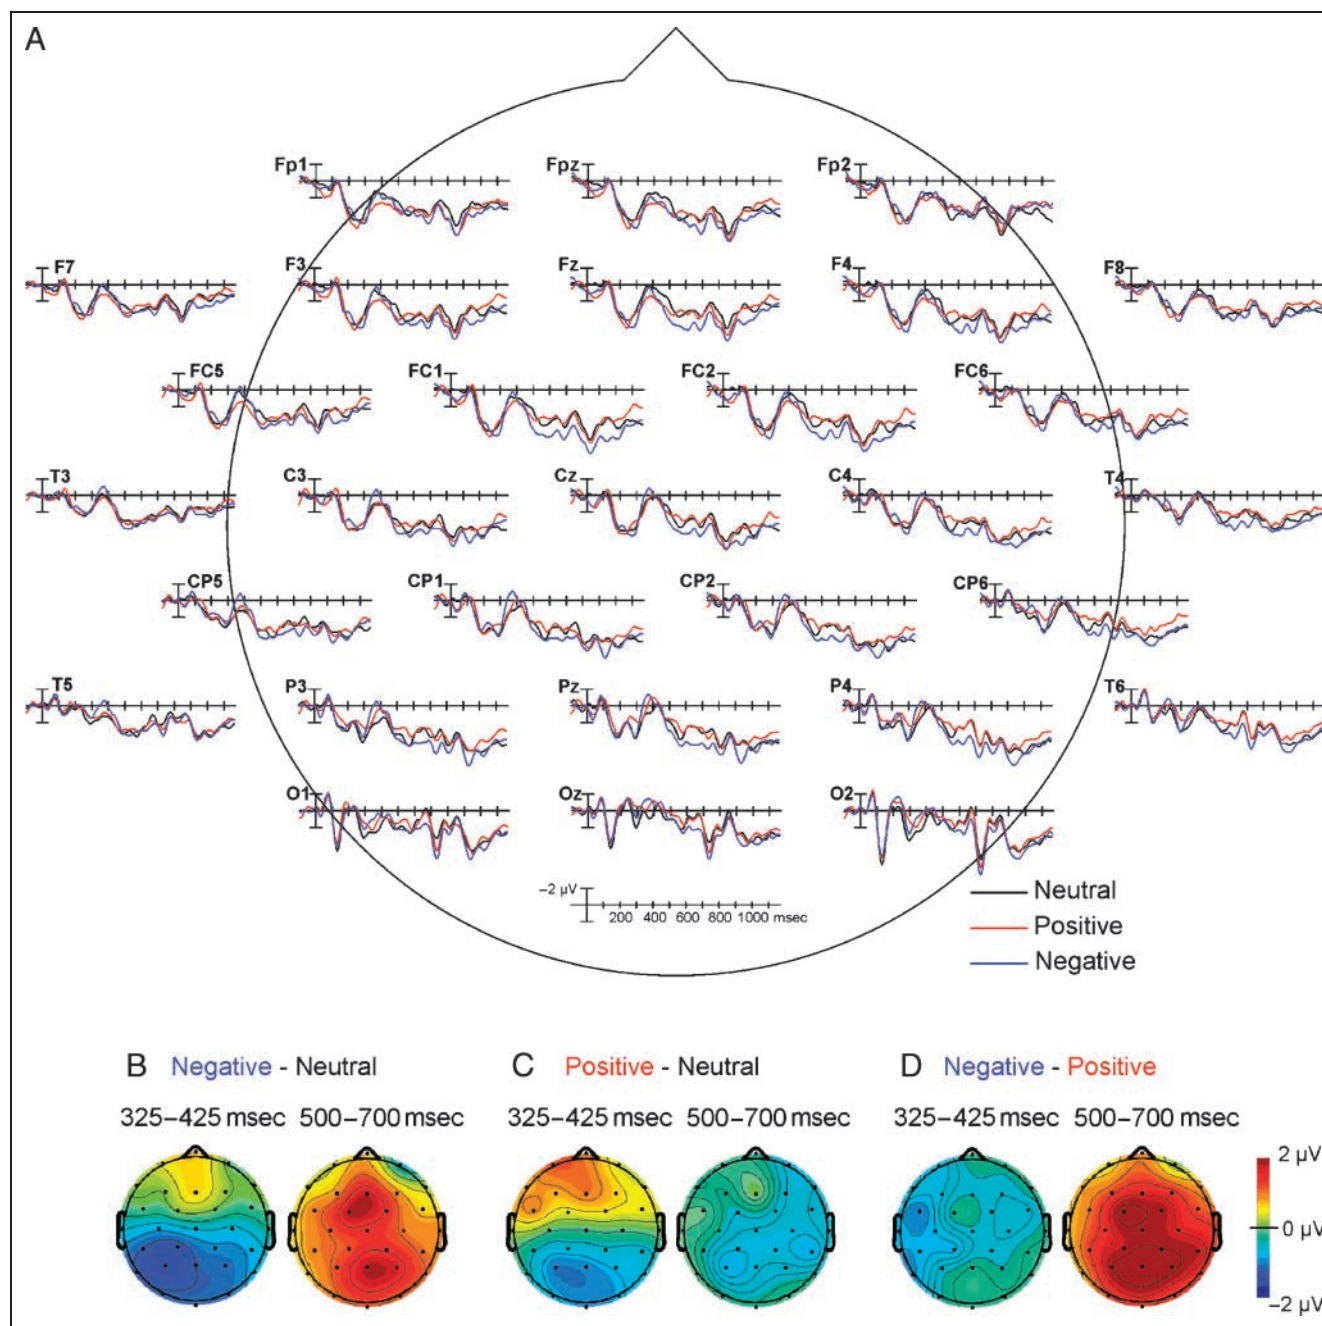 A
Fp1 Fpz Fp2
F7 F3 Fz F4 F8
FC5 FC1 FC2 FC6
T3 C3 Cz C4 T4
CP5 CP1 CP2 CP6
T5 P3 Pz P4 T6
O1 Oz O2
−2 µV
200 400 600 800 1000 msec
Neutral
Positive
Negative
B Negative - Neutral
C Positive - Neutral
D Negative - Positive
325–425 msec 500–700 msec
325–425 msec 500–700 msec
325–425 msec 500–700 msec
2 µV
0 µV
−2 µV